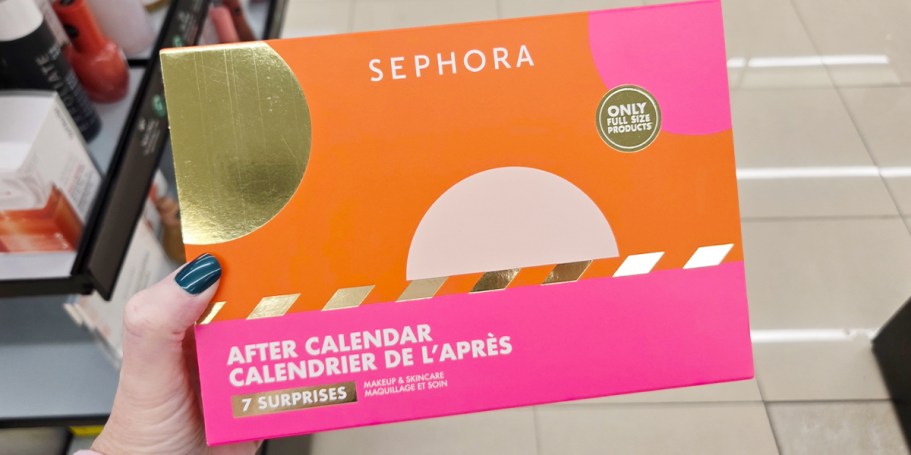 SEPHORA
ONLY
FULL SIZE
PRODUCTS
AFTER CALENDAR
CALENDRIER DE L'APRÈS
7 SURPRISES
MAKEUP & SKINCARE
MAQUILLAGE ET SOIN